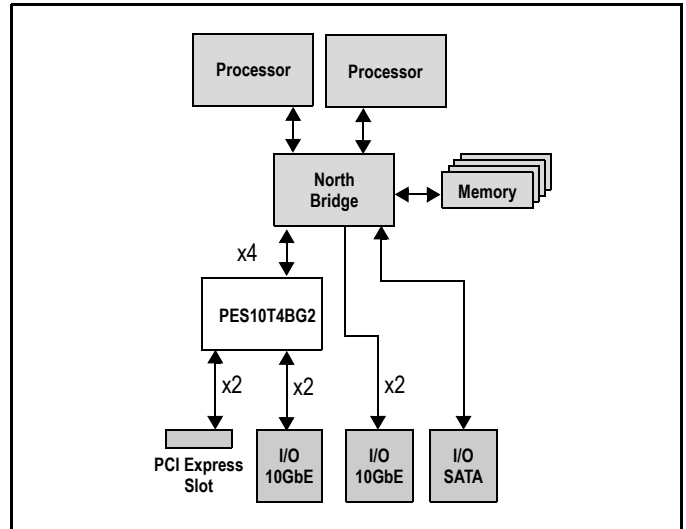 Processor
Processor
North
Bridge
Memory
x4
PES10T4BG2
x2
x2
x2
PCI Express
Slot
I/O
10GbE
I/O
10GbE
I/O
SATA